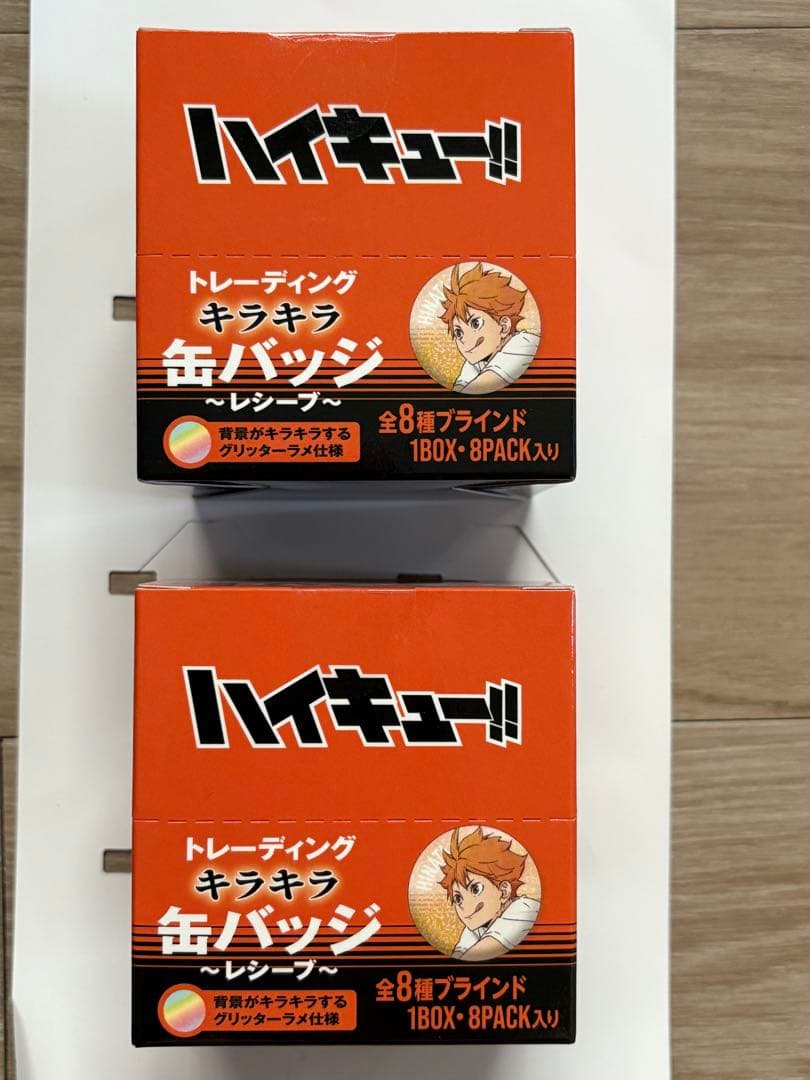 ハイキュー!!
トレーディング
キラキラ
缶バッジ
～レシーブ～
背景がキラキラする
グリッターラメ仕様
全8種ブラインド
1BOX・8PACK入り
ハイキュー!!
トレーディング
キラキラ
缶バッジ
～レシーブ～
背景がキラキラする
グリッターラメ仕様
全8種ブラインド
1BOX・8PACK入り